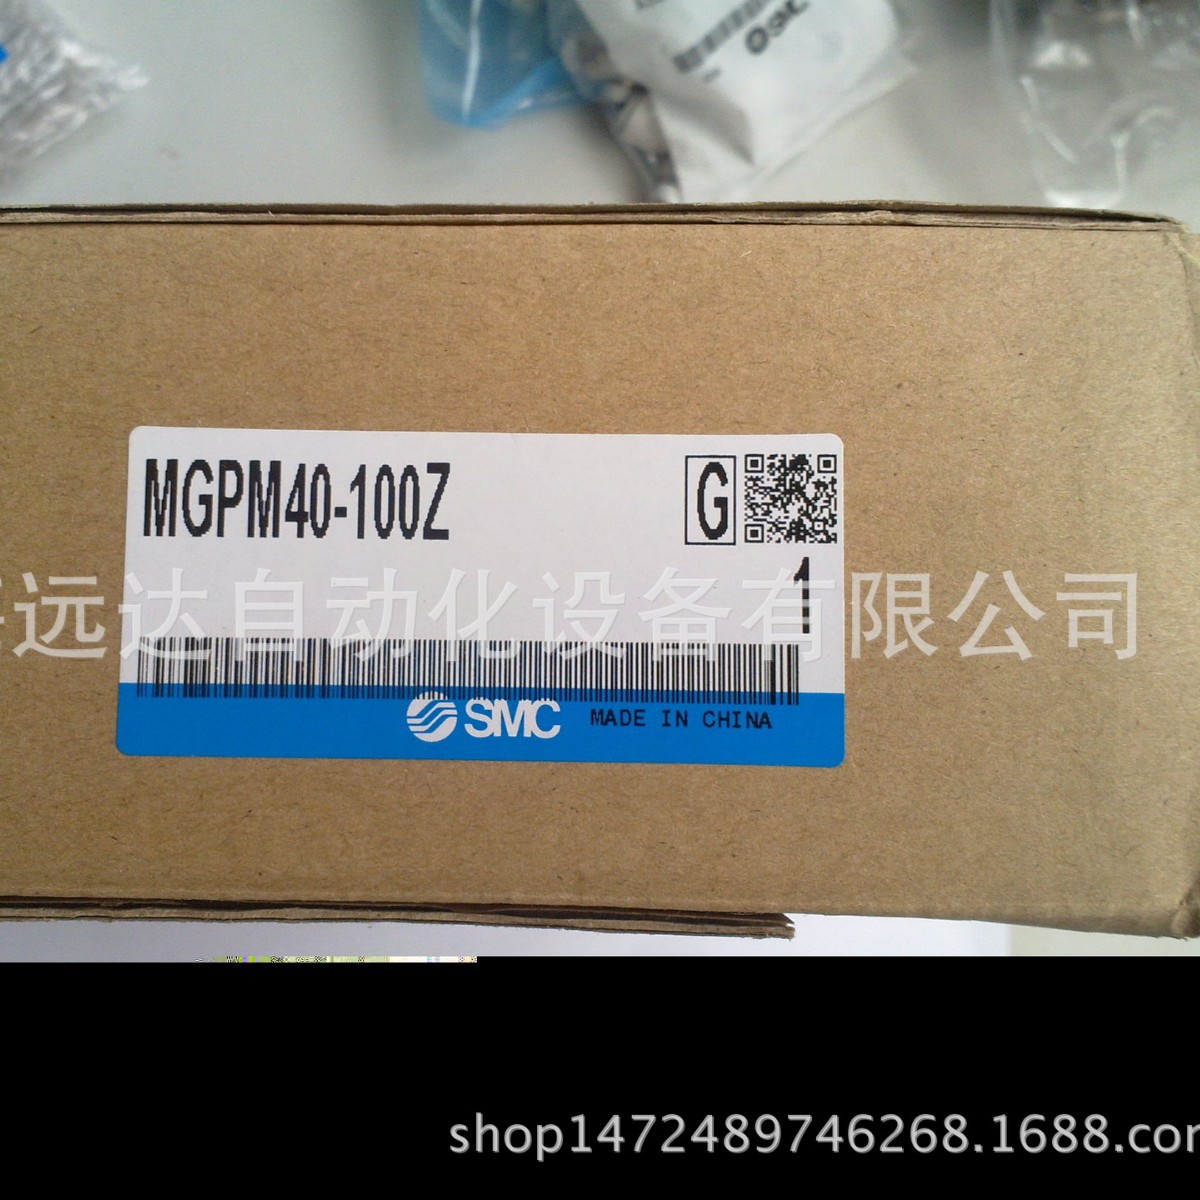 MGPM40-100Z
G
1
远达自动化设备有限公司
SMC MADE IN CHINA
shop1472489746268.1688.com